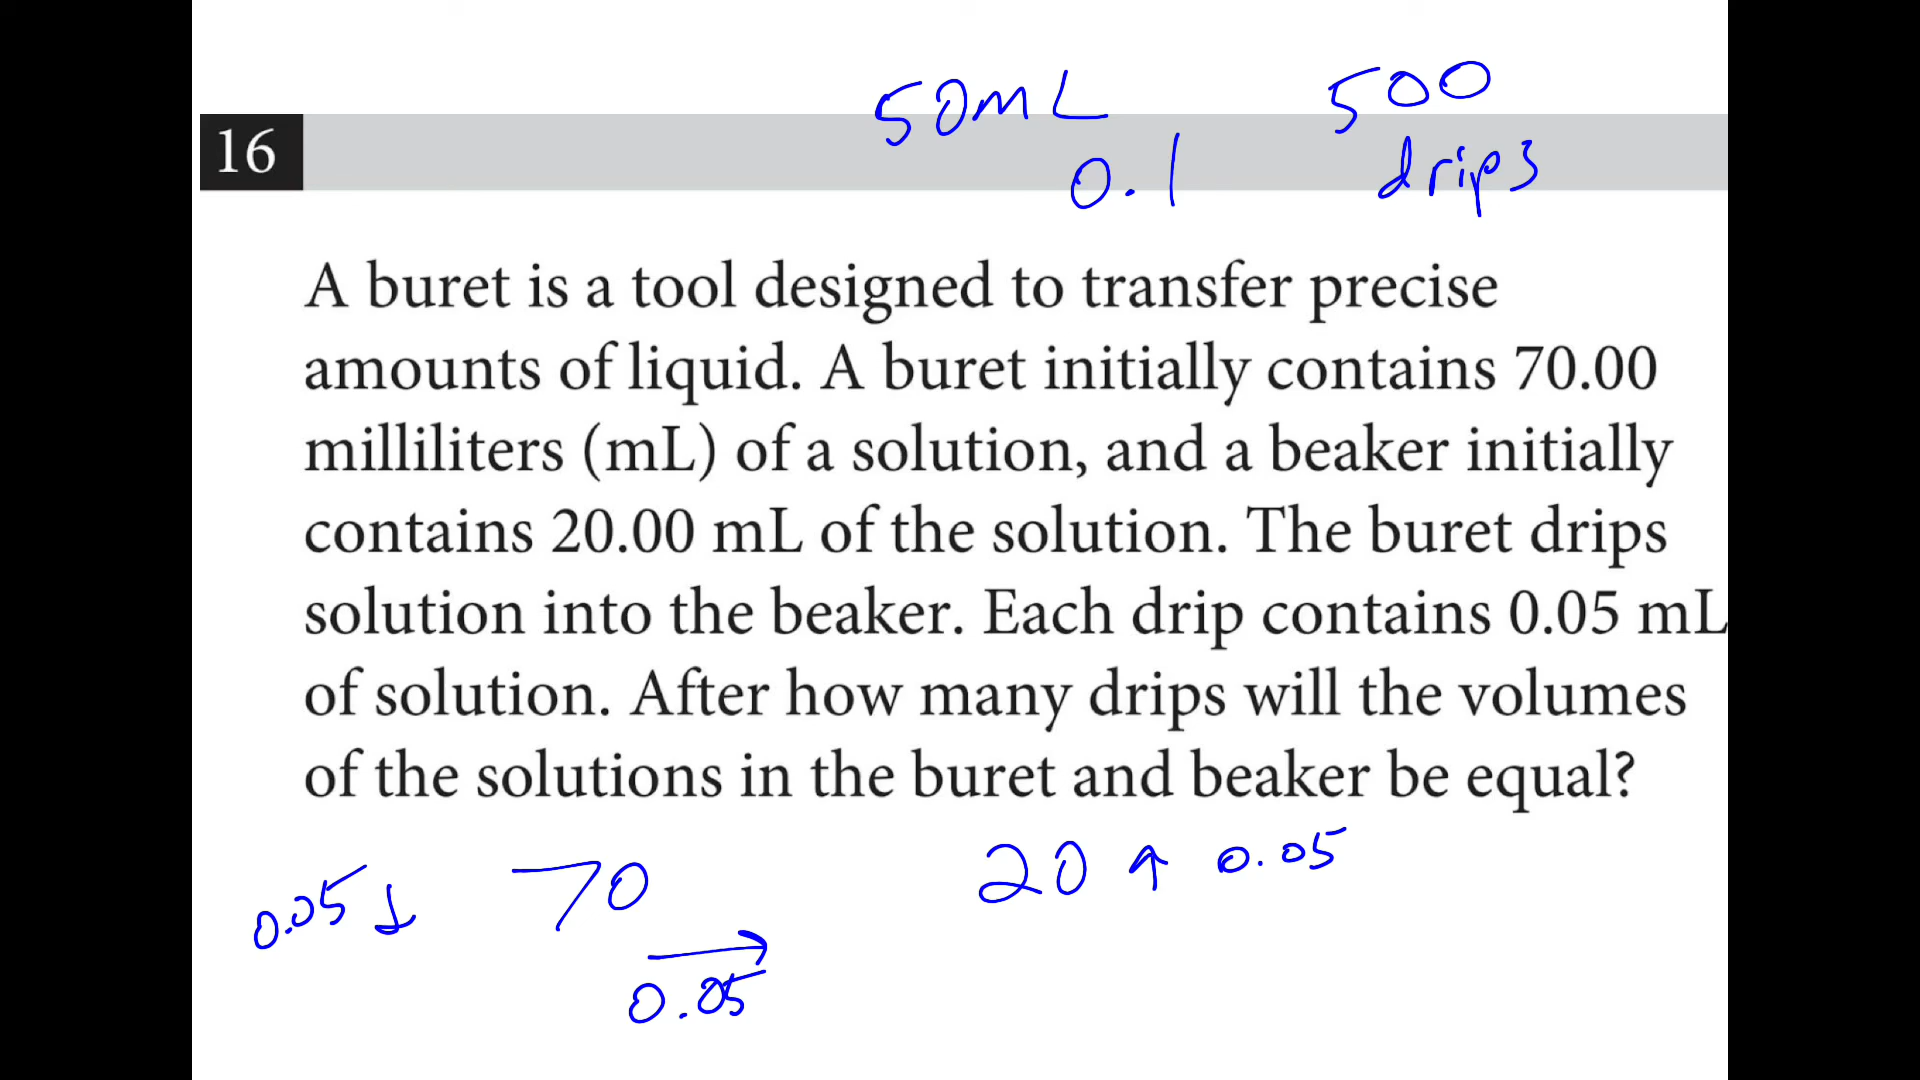 50mL 500
16
0.1 drips
A buret is a tool designed to transfer precise
amounts of liquid. A buret initially contains 70.00
milliliters (mL) of a solution, and a beaker initially
contains 20.00 mL of the solution. The buret drips
solution into the beaker. Each drip contains 0.05 mL
of solution. After how many drips will the volumes
of the solutions in the buret and beaker be equal?
0.05 ↓ 70 20 ↑ 0.05
→
0.05